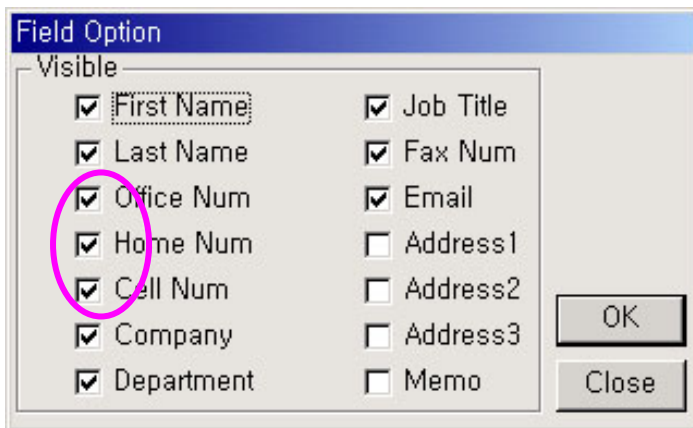 Field Option
Visible
First Name
Last Name
Office Num
Home Num
Cell Num
Company
Department
Job Title
Fax Num
Email
Address1
Address2
Address3
Memo
OK
Close